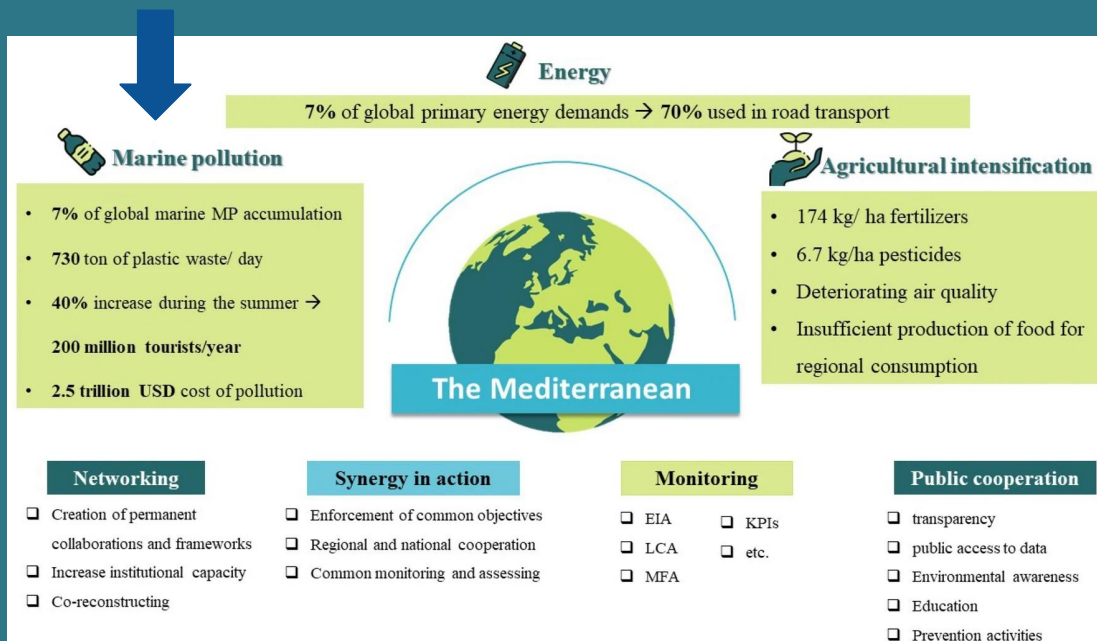 Energy
7% of global primary energy demands → 70% used in road transport
Marine pollution
• 7% of global marine MP accumulation
• 730 ton of plastic waste/ day
• 40% increase during the summer →
200 million tourists/year
• 2.5 trillion USD cost of pollution
Agricultural intensification
• 174 kg/ ha fertilizers
• 6.7 kg/ha pesticides
• Deteriorating air quality
• Insufficient production of food for
regional consumption
The Mediterranean
Networking
❑ Creation of permanent
collaborations and frameworks
❑ Increase institutional capacity
❑ Co-reconstructing
Synergy in action
❑ Enforcement of common objectives
❑ Regional and national cooperation
❑ Common monitoring and assessing
Monitoring
❑ EIA
❑ LCA
❑ MFA
❑ KPIs
❑ etc.
Public cooperation
❑ transparency
❑ public access to data
❑ Environmental awareness
❑ Education
❑ Prevention activities